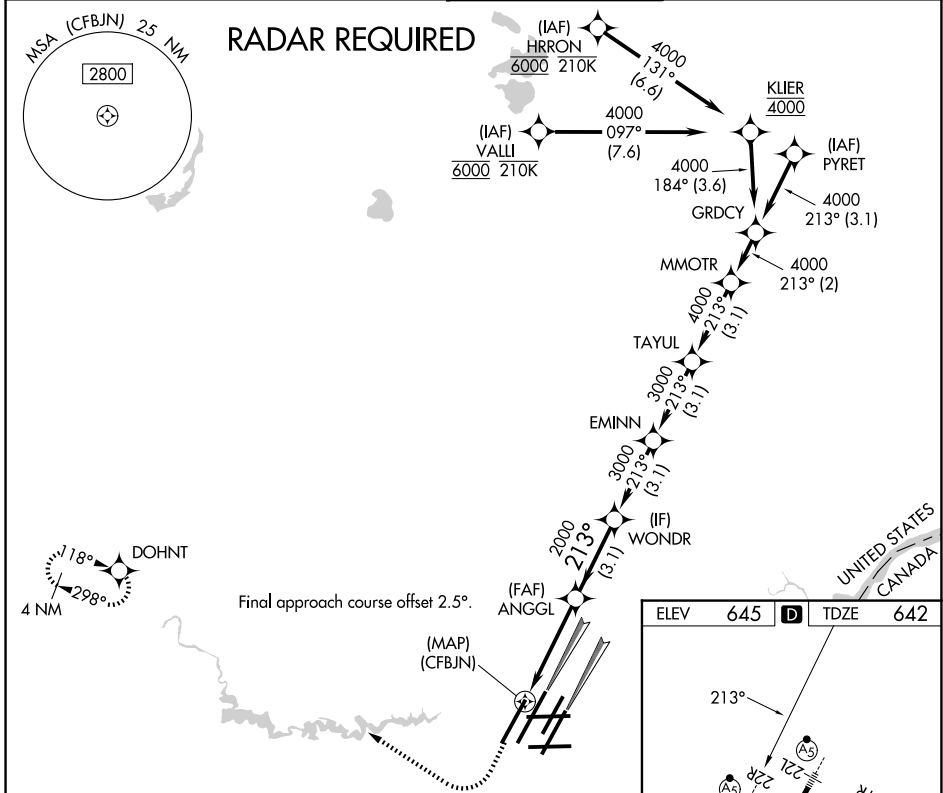 MSA (CFBJN) 25 NM
2800
RADAR REQUIRED
(IAF)
HRRON
6000 210K
4000
131°
(6.6)
KLIER
4000
(IAF)
VALLI
6000 210K
4000
097°
(7.6)
(IAF)
PYRET
4000
184° (3.6)
4000
213° (3.1)
GRDCY
MMOTR
4000
213° (2)
4000
213°
(3.1)
TAYUL
3000
213°
(3.1)
EMINN
3000
213°
(3.1)
(IF)
WONDR
2000
213°
(3.1)
(FAF)
ANGGL
DOHNT
118°
298°
4 NM
Final approach course offset 2.5°.
(MAP)
(CFBJN)
UNITED STATES
CANADA
ELEV 645 D TDZE 642
213°
A5
22R
22L
A5